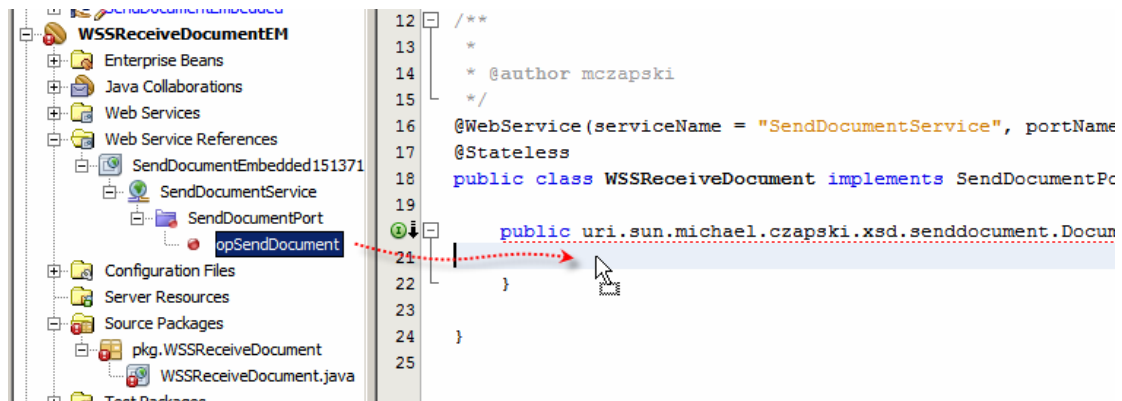 SendDocumentEmbedded
WSSReceiveDocumentEM
Enterprise Beans
Java Collaborations
Web Services
Web Service References
SendDocumentEmbedded151371
SendDocumentService
SendDocumentPort
opSendDocument
Configuration Files
Server Resources
Source Packages
pkg.WSSReceiveDocument
WSSReceiveDocument.java
Test Packages
12 /**
13 *
14 * @author mczapski
15 */
16 @WebService(serviceName = "SendDocumentService", portName
17 @Stateless
18 public class WSSReceiveDocument implements SendDocumentPo
19
public uri.sun.michael.czapski.xsd.senddocument.Docum
21
22 }
23
24 }
25